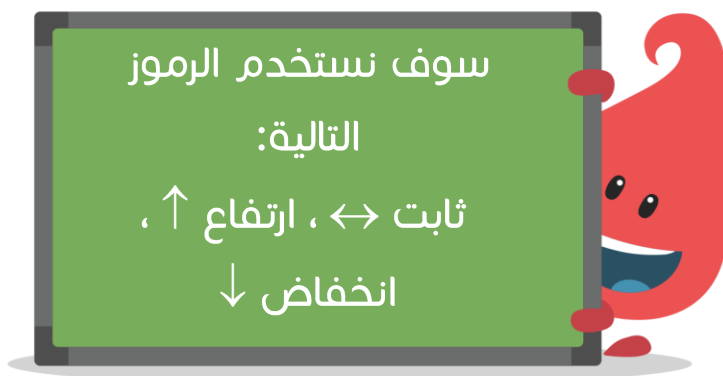 سوف نستخدم الرموز
التالية:
ثابت ↔ ، ارتفاع ↑ ،
انخفاض ↓